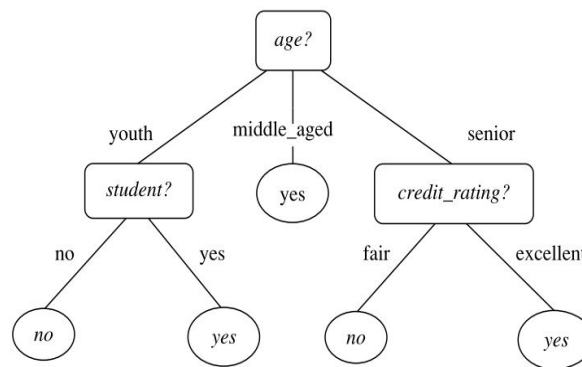 age?
youth
middle_aged
senior
student?
yes
credit_rating?
no
yes
fair
excellent
no
yes
no
yes